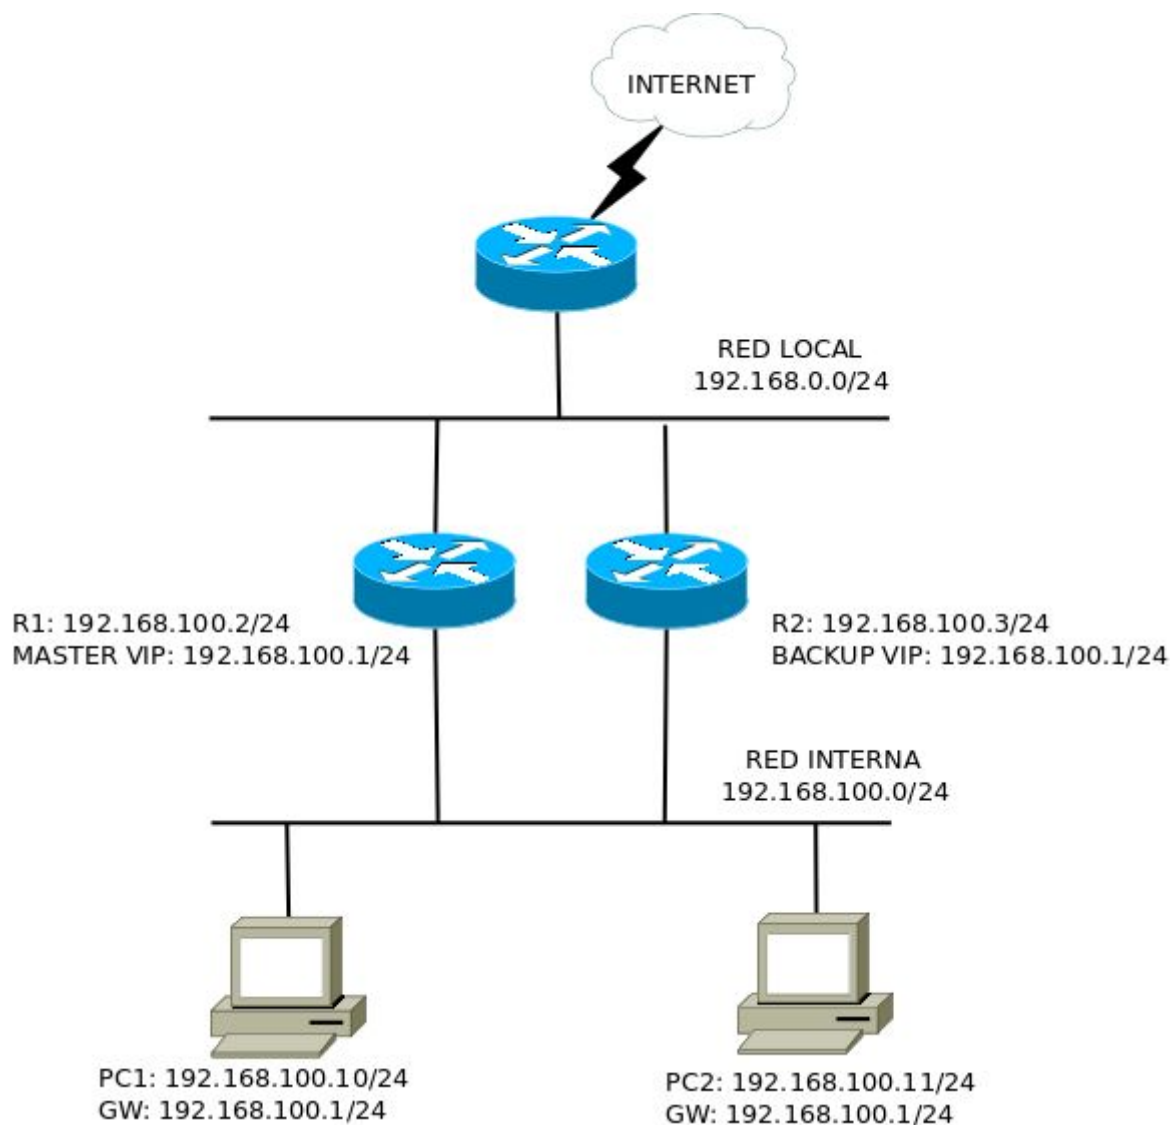 INTERNET
RED LOCAL
192.168.0.0/24
R1: 192.168.100.2/24
MASTER VIP: 192.168.100.1/24
R2: 192.168.100.3/24
BACKUP VIP: 192.168.100.1/24
RED INTERNA
192.168.100.0/24
PC1: 192.168.100.10/24
GW: 192.168.100.1/24
PC2: 192.168.100.11/24
GW: 192.168.100.1/24